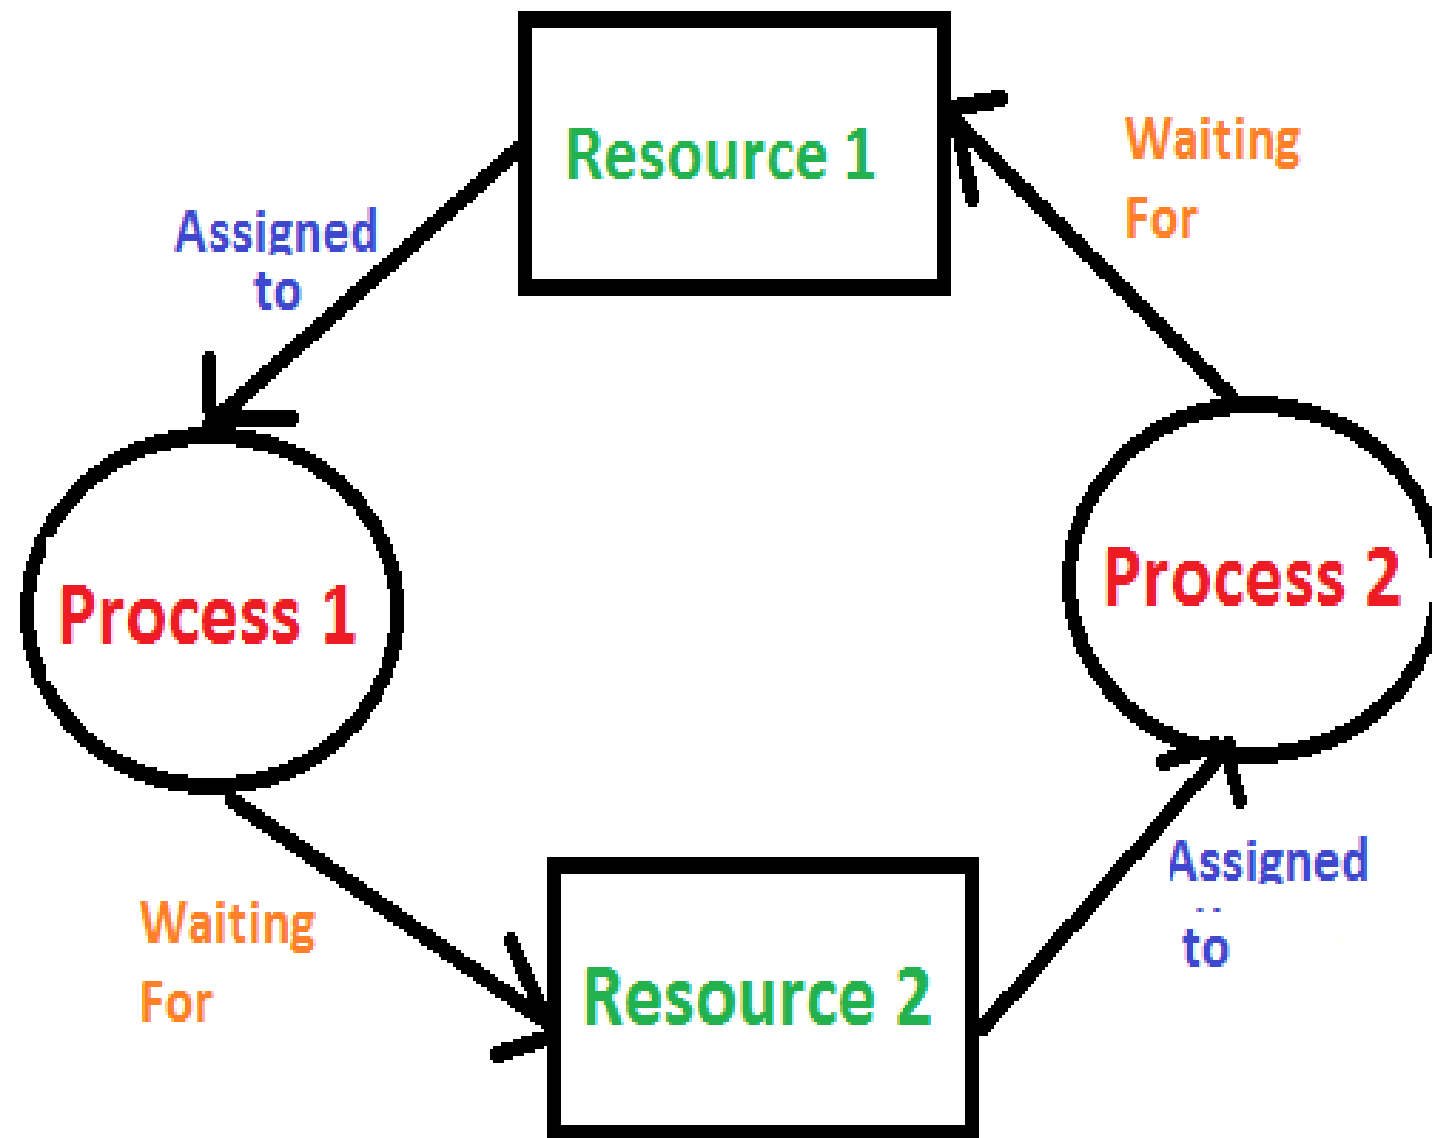 Resource 1
Waiting
For
Assigned
to
Process 1
Process 2
Waiting
For
Resource 2
Assigned
to